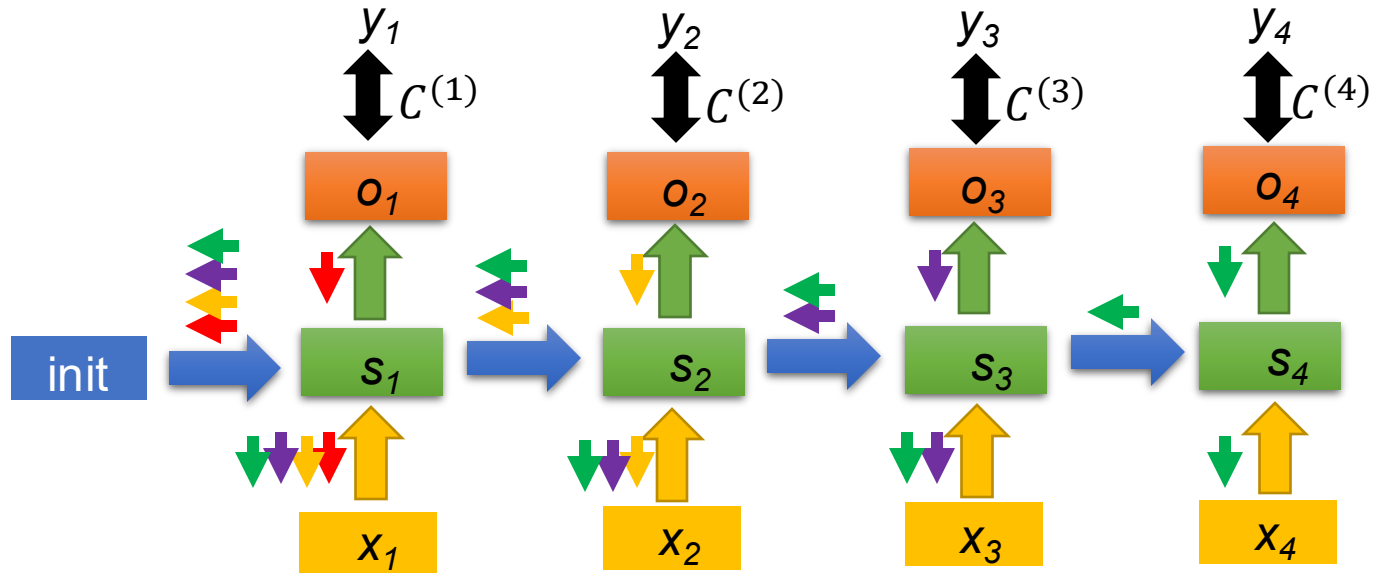 y₁ y₂ y₃ y₄
C⁽¹⁾ C⁽²⁾ C⁽³⁾ C⁽⁴⁾
o₁ o₂ o₃ o₄
init s₁ s₂ s₃ s₄
x₁ x₂ x₃ x₄